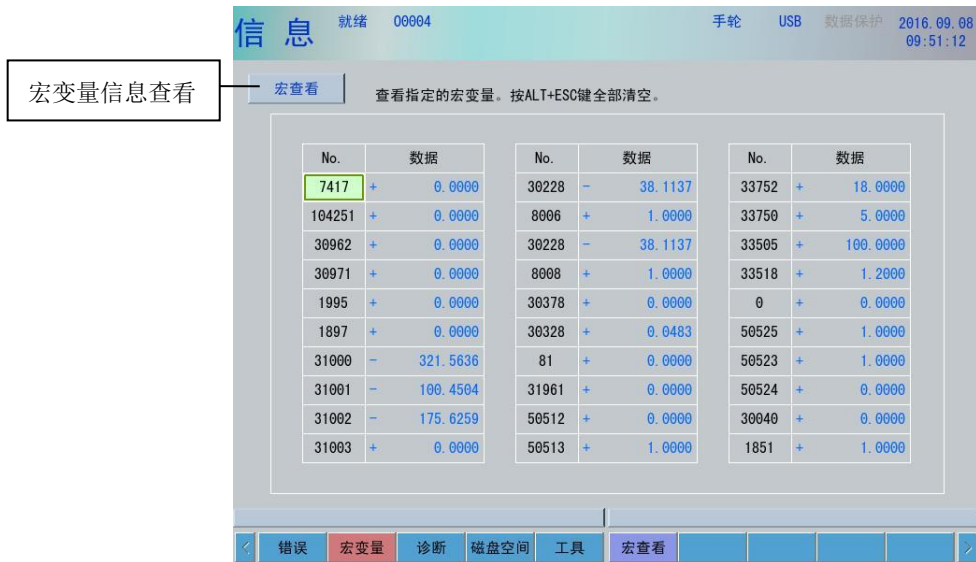 信 息 就绪 O0004 手轮 USB 数据保护 2016.09.08
09:51:12
宏变量信息查看
宏查看 查看指定的宏变量。按ALT+ESC键全部清空。
No. 数据 No. 数据 No. 数据
7417 + 0.0000 30228 - 38.1137 33752 + 18.0000
104251 + 0.0000 8006 + 1.0000 33750 + 5.0000
30962 + 0.0000 30228 - 38.1137 33505 + 100.0000
30971 + 0.0000 8008 + 1.0000 33518 + 1.2000
1995 + 0.0000 30378 + 0.0000 0 + 0.0000
1897 + 0.0000 30328 + 0.0483 50525 + 1.0000
31000 - 321.5636 81 + 0.0000 50523 + 1.0000
31001 - 100.4504 31961 + 0.0000 50524 + 0.0000
31002 - 175.6259 50512 + 0.0000 30040 + 0.0000
31003 + 0.0000 50513 + 1.0000 1851 + 1.0000
< 错误 宏变量 诊断 磁盘空间 工具 宏查看 >